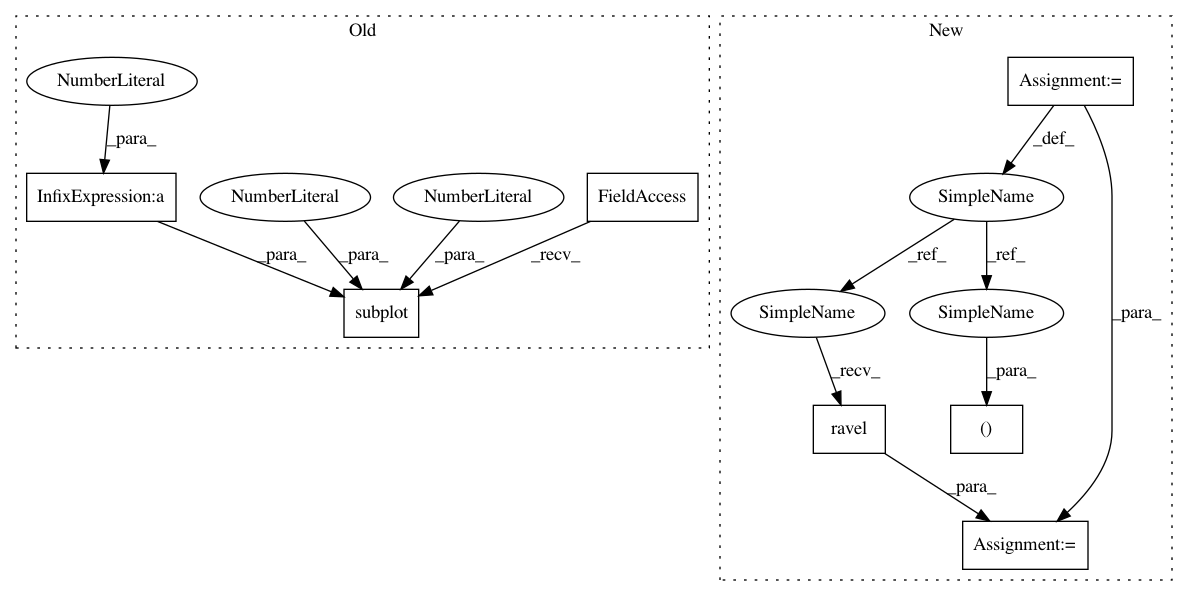 Old
New
NumberLiteral
Assignment:=
_para_
_def_
InfixExpression:a
NumberLiteral
NumberLiteral
FieldAccess
SimpleName
_para_
_para_
_para_
_recv_
_ref_
_ref_
subplot
SimpleName
SimpleName
_para_
_recv_
_para_
ravel
()
_para_
Assignment:=